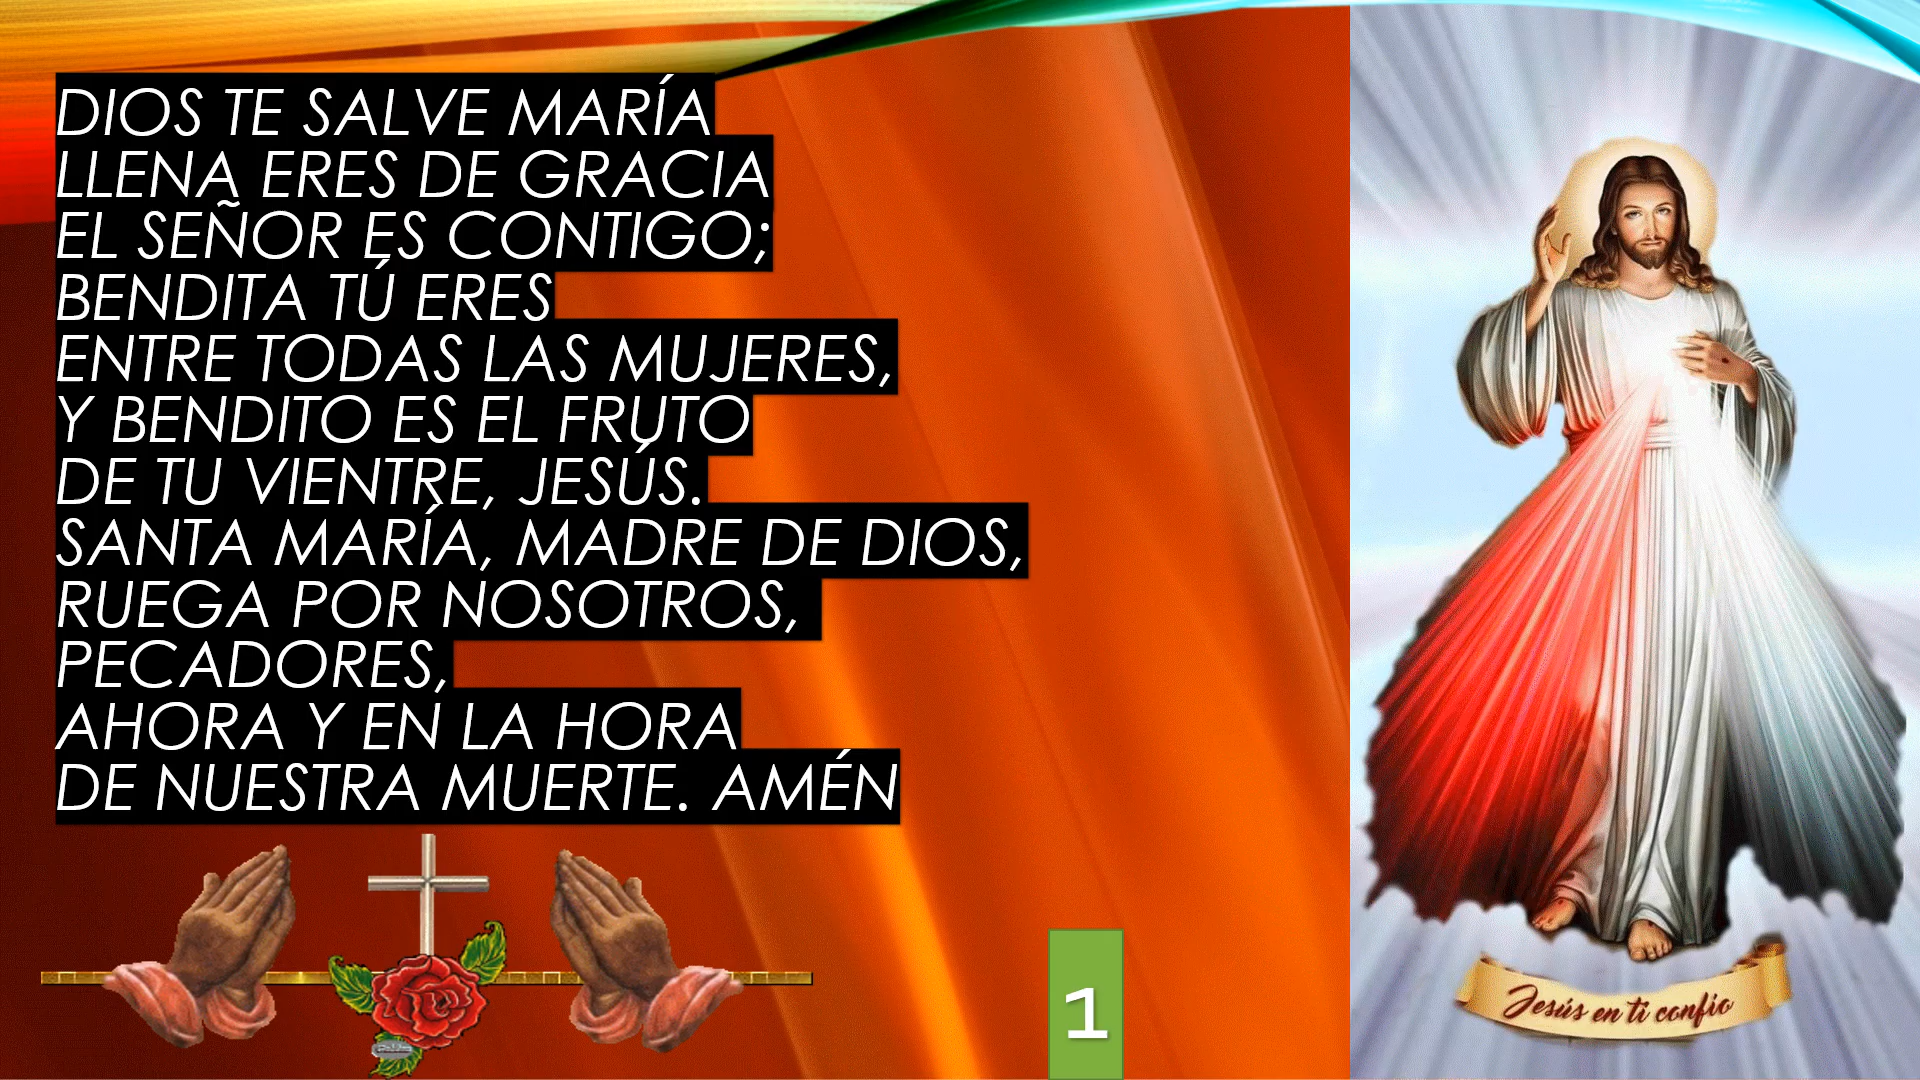 DIOS TE SALVE MARÍA
LLENA ERES DE GRACIA
EL SEÑOR ES CONTIGO;
BENDITA TÚ ERES
ENTRE TODAS LAS MUJERES,
Y BENDITO ES EL FRUTO
DE TU VIENTRE, JESÚS.
SANTA MARÍA, MADRE DE DIOS,
RUEGA POR NOSOTROS,
PECADORES,
AHORA Y EN LA HORA
DE NUESTRA MUERTE. AMÉN
1
Jesús en ti confío